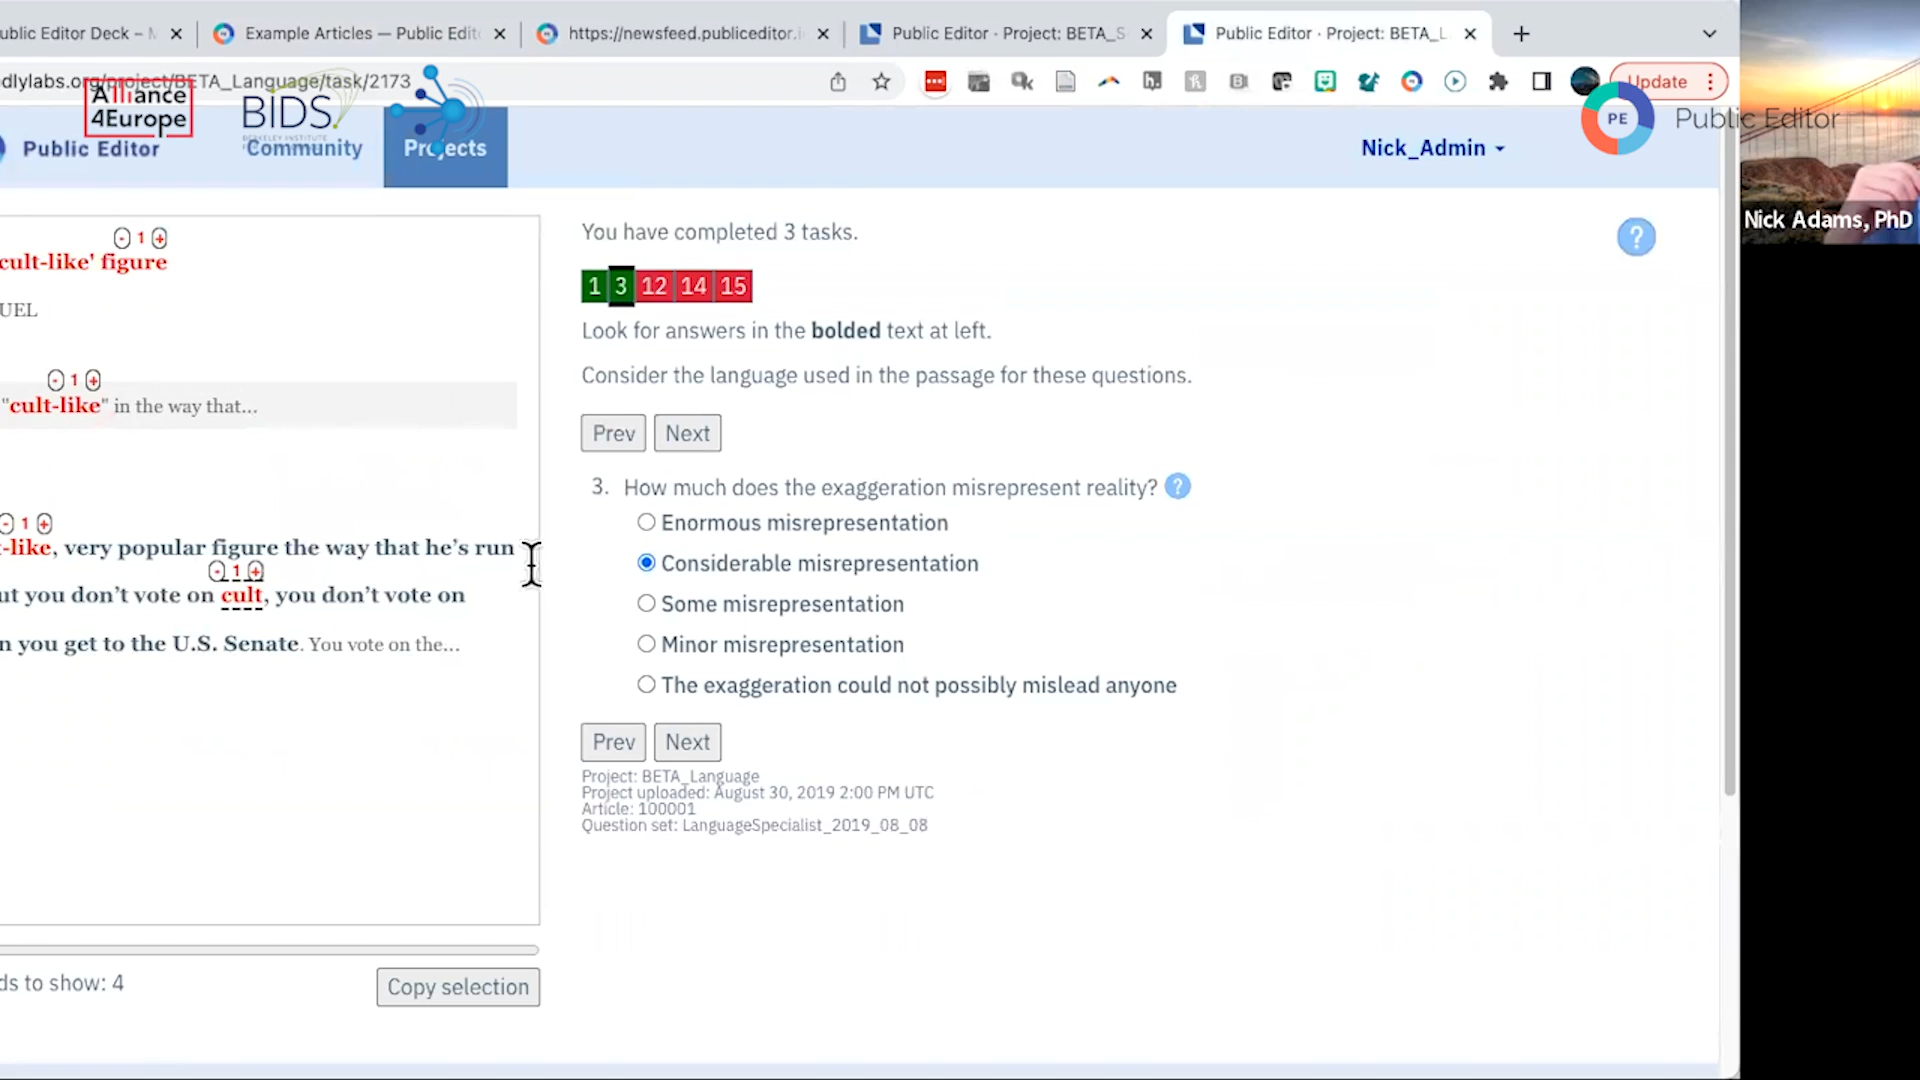 ublic Editor Deck –
Example Articles — Public Edit
https://newsfeed.publiceditor.i
Public Editor · Project: BETA_S
Public Editor · Project: BETA_L
dlylabs.org/project/BETA_Language/task/2173
Update
Alliance
4Europe
BIDS
PE
Public Editor
Public Editor
Community
Projects
Nick_Admin
Nick Adams, PhD
- 1 +
cult-like' figure
UEL
- 1 +
"cult-like" in the way that...
- 1 +
-like, very popular figure the way that he's run
- 1 +
ut you don't vote on cult, you don't vote on
n you get to the U.S. Senate. You vote on the...
ds to show: 4
Copy selection
You have completed 3 tasks.
?
1 3 12 14 15
Look for answers in the bolded text at left.
Consider the language used in the passage for these questions.
Prev Next
3. How much does the exaggeration misrepresent reality? ?
Enormous misrepresentation
Considerable misrepresentation
Some misrepresentation
Minor misrepresentation
The exaggeration could not possibly mislead anyone
Prev Next
Project: BETA_Language
Project uploaded: August 30, 2019 2:00 PM UTC
Article: 100001
Question set: LanguageSpecialist_2019_08_08